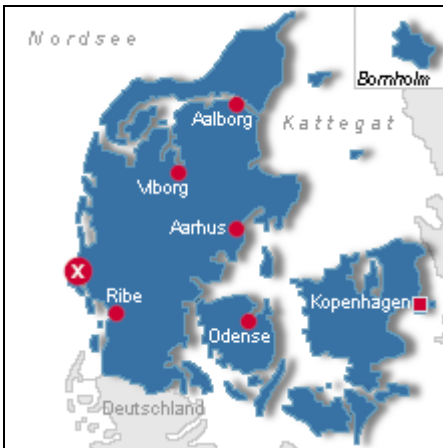 Nordsee
Bornholm
Aalborg
Kattegat
Viborg
Aarhus
X
Ribe
Kopenhagen
Odense
Deutschland